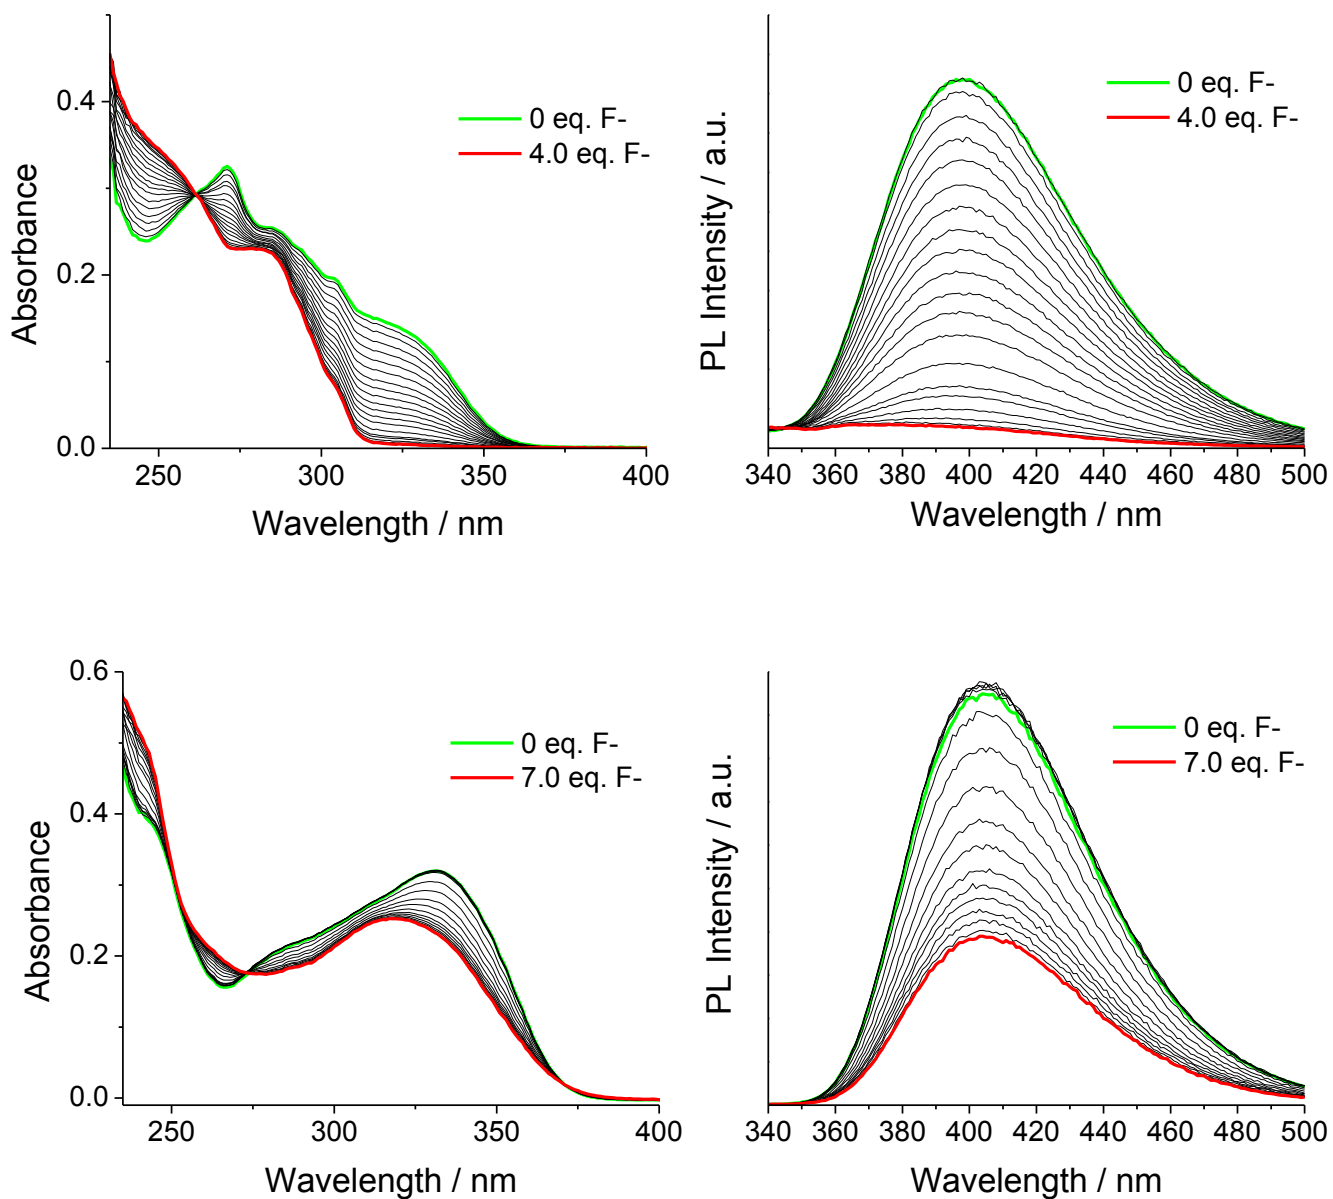 Absorbance
0.4
0.2
0.0
250
300
350
400
Wavelength / nm
0 eq. F-
4.0 eq. F-
PL Intensity / a.u.
340 360 380 400 420 440 460 480 500
Wavelength / nm
0 eq. F-
4.0 eq. F-
Absorbance
0.6
0.4
0.2
0.0
250
300
350
400
Wavelength / nm
0 eq. F-
7.0 eq. F-
PL Intensity / a.u.
340 360 380 400 420 440 460 480 500
Wavelength / nm
0 eq. F-
7.0 eq. F-